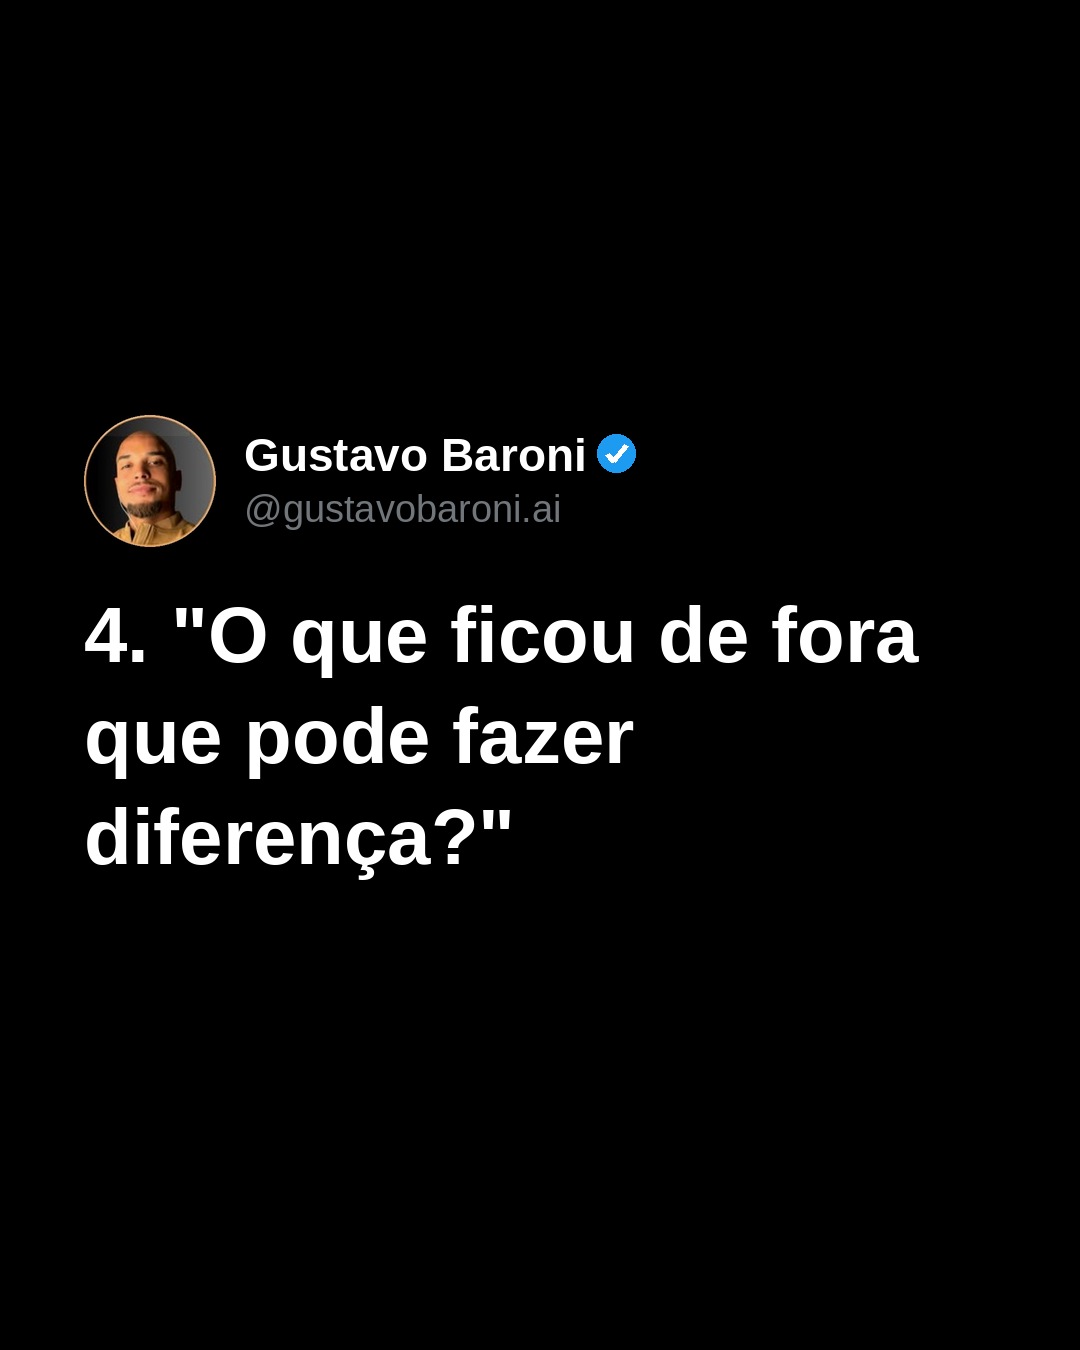 Gustavo Baroni
@gustavobaroni.ai
4. "O que ficou de fora
que pode fazer
diferença?"